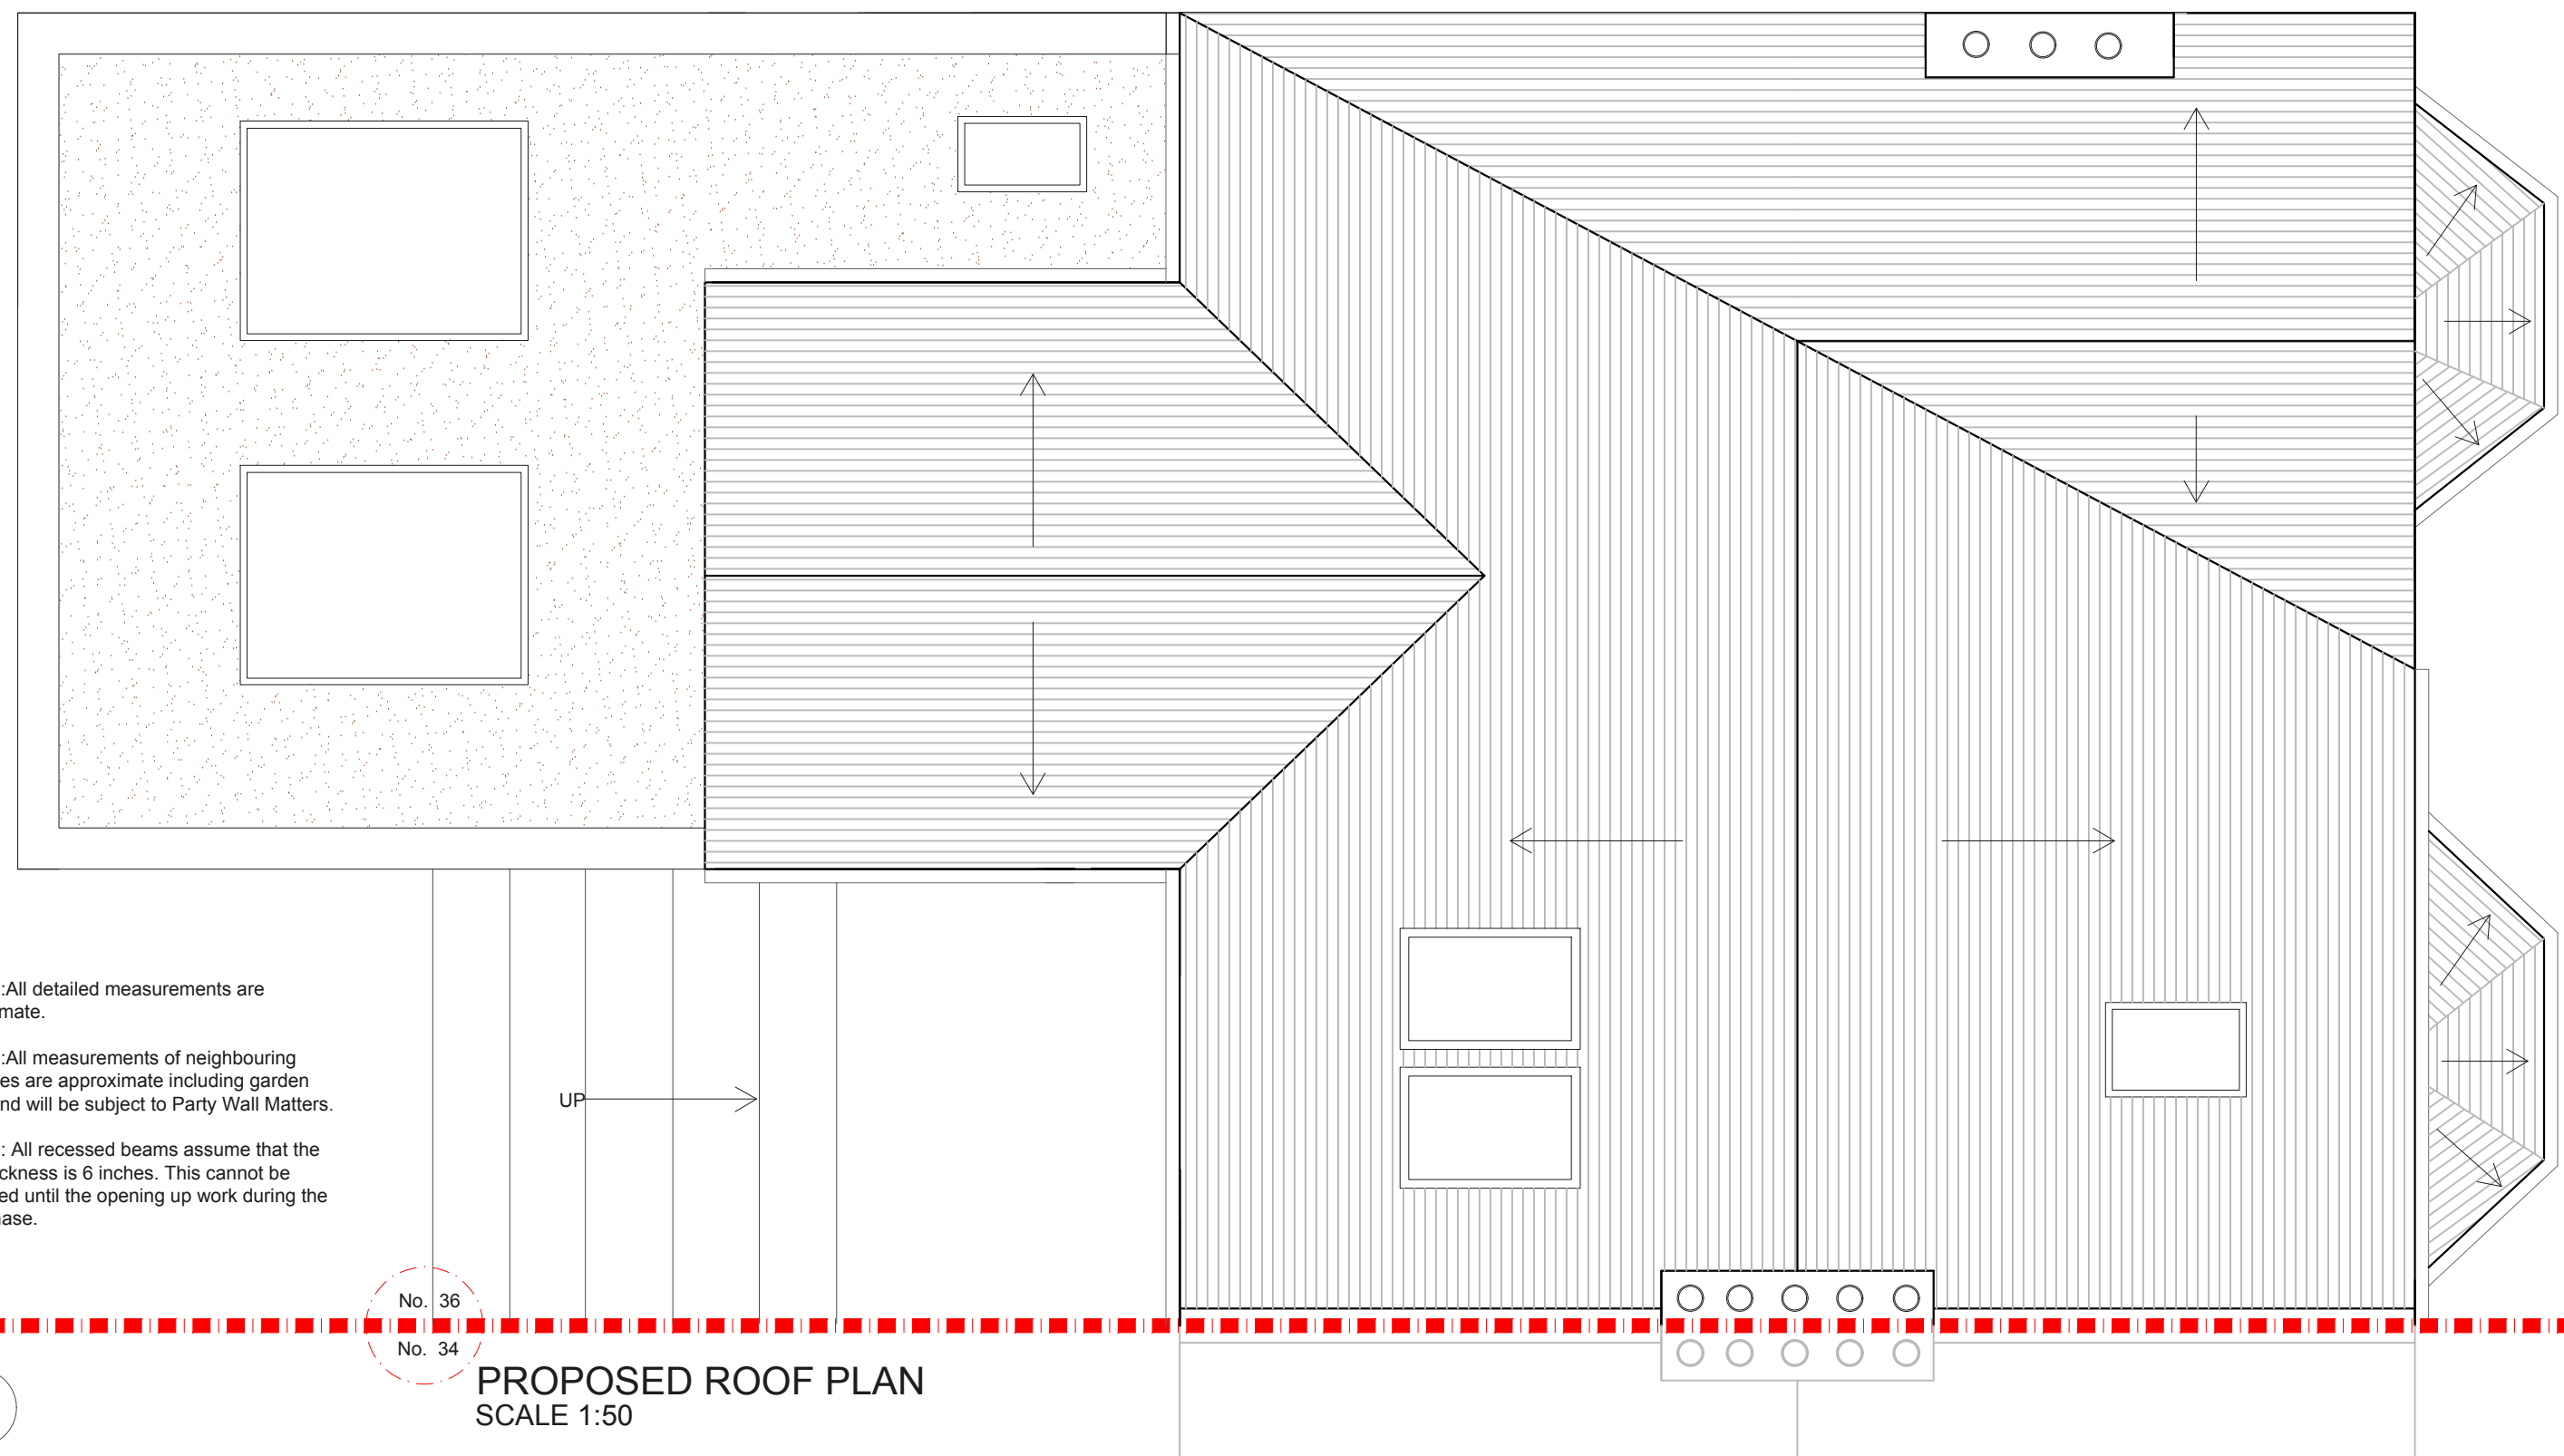 :All detailed measurements are
mate.
:All measurements of neighbouring
es are approximate including garden
nd will be subject to Party Wall Matters.
: All recessed beams assume that the
ckness is 6 inches. This cannot be
ed until the opening up work during the
ase.
UP
No. 36
No. 34
PROPOSED ROOF PLAN
SCALE 1:50